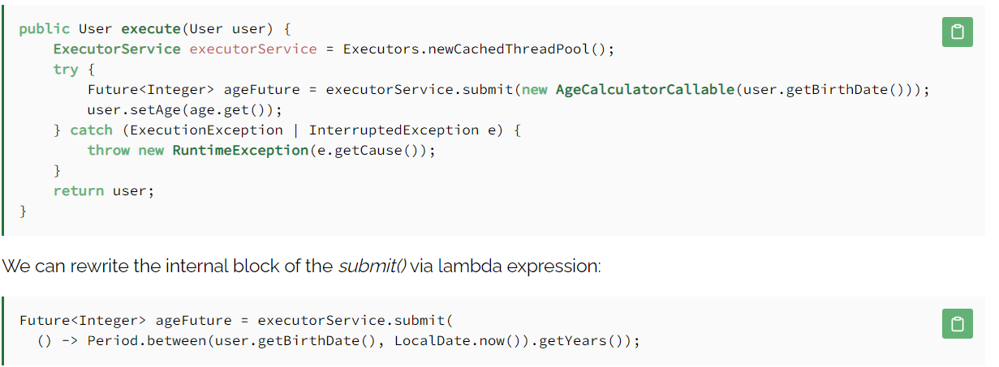 public User execute(User user) {
    ExecutorService executorService = Executors.newCachedThreadPool();
    try {
        Future<Integer> ageFuture = executorService.submit(new AgeCalculatorCallable(user.getBirthDate()));
        user.setAge(age.get());
    } catch (ExecutionException | InterruptedException e) {
        throw new RuntimeException(e.getCause());
    }
    return user;
}
We can rewrite the internal block of the submit() via lambda expression:
Future<Integer> ageFuture = executorService.submit(
  () -> Period.between(user.getBirthDate(), LocalDate.now()).getYears());